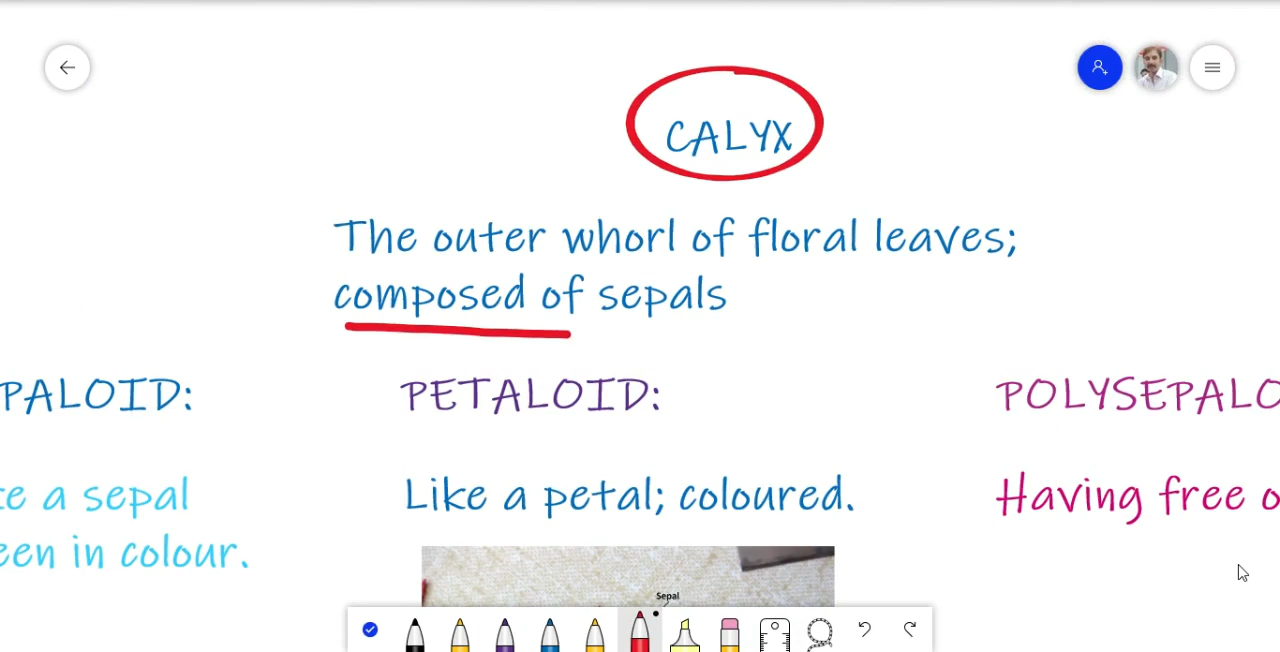 CALYX
The outer whorl of floral leaves;
composed of sepals
PALOID:
PETALOID:
POLYSEPALO
a sepal
in colour.
Like a petal; coloured.
Having free
Sepal